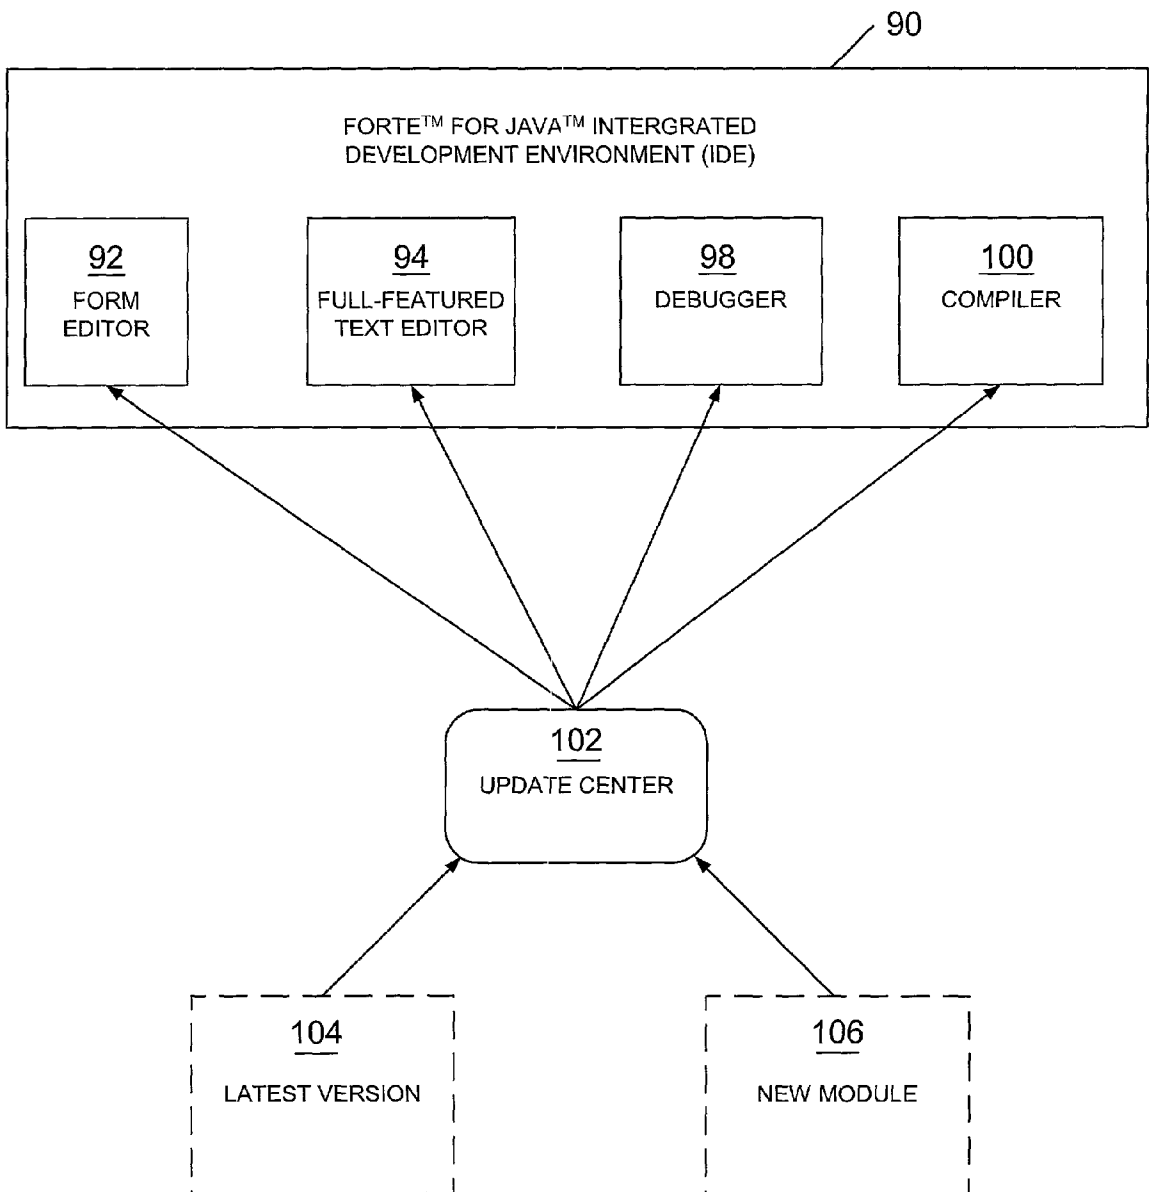 90
FORTE™ FOR JAVA™ INTERGRATED
DEVELOPMENT ENVIRONMENT (IDE)
92
FORM
EDITOR
94
FULL-FEATURED
TEXT EDITOR
98
DEBUGGER
100
COMPILER
102
UPDATE CENTER
104
LATEST VERSION
106
NEW MODULE